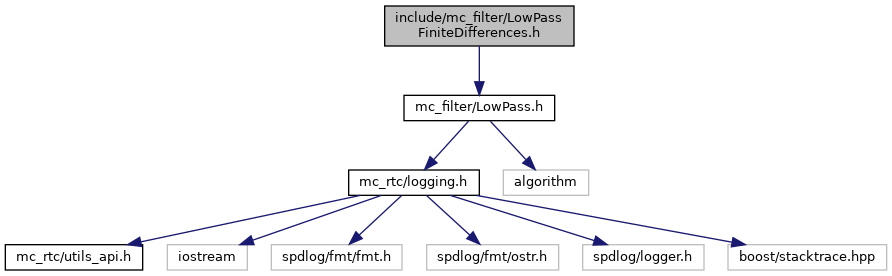 include/mc_filter/LowPass
FiniteDifferences.h
mc_filter/LowPass.h
mc_rtc/logging.h
algorithm
mc_rtc/utils_api.h
iostream
spdlog/fmt/fmt.h
spdlog/fmt/ostr.h
spdlog/logger.h
boost/stacktrace.hpp